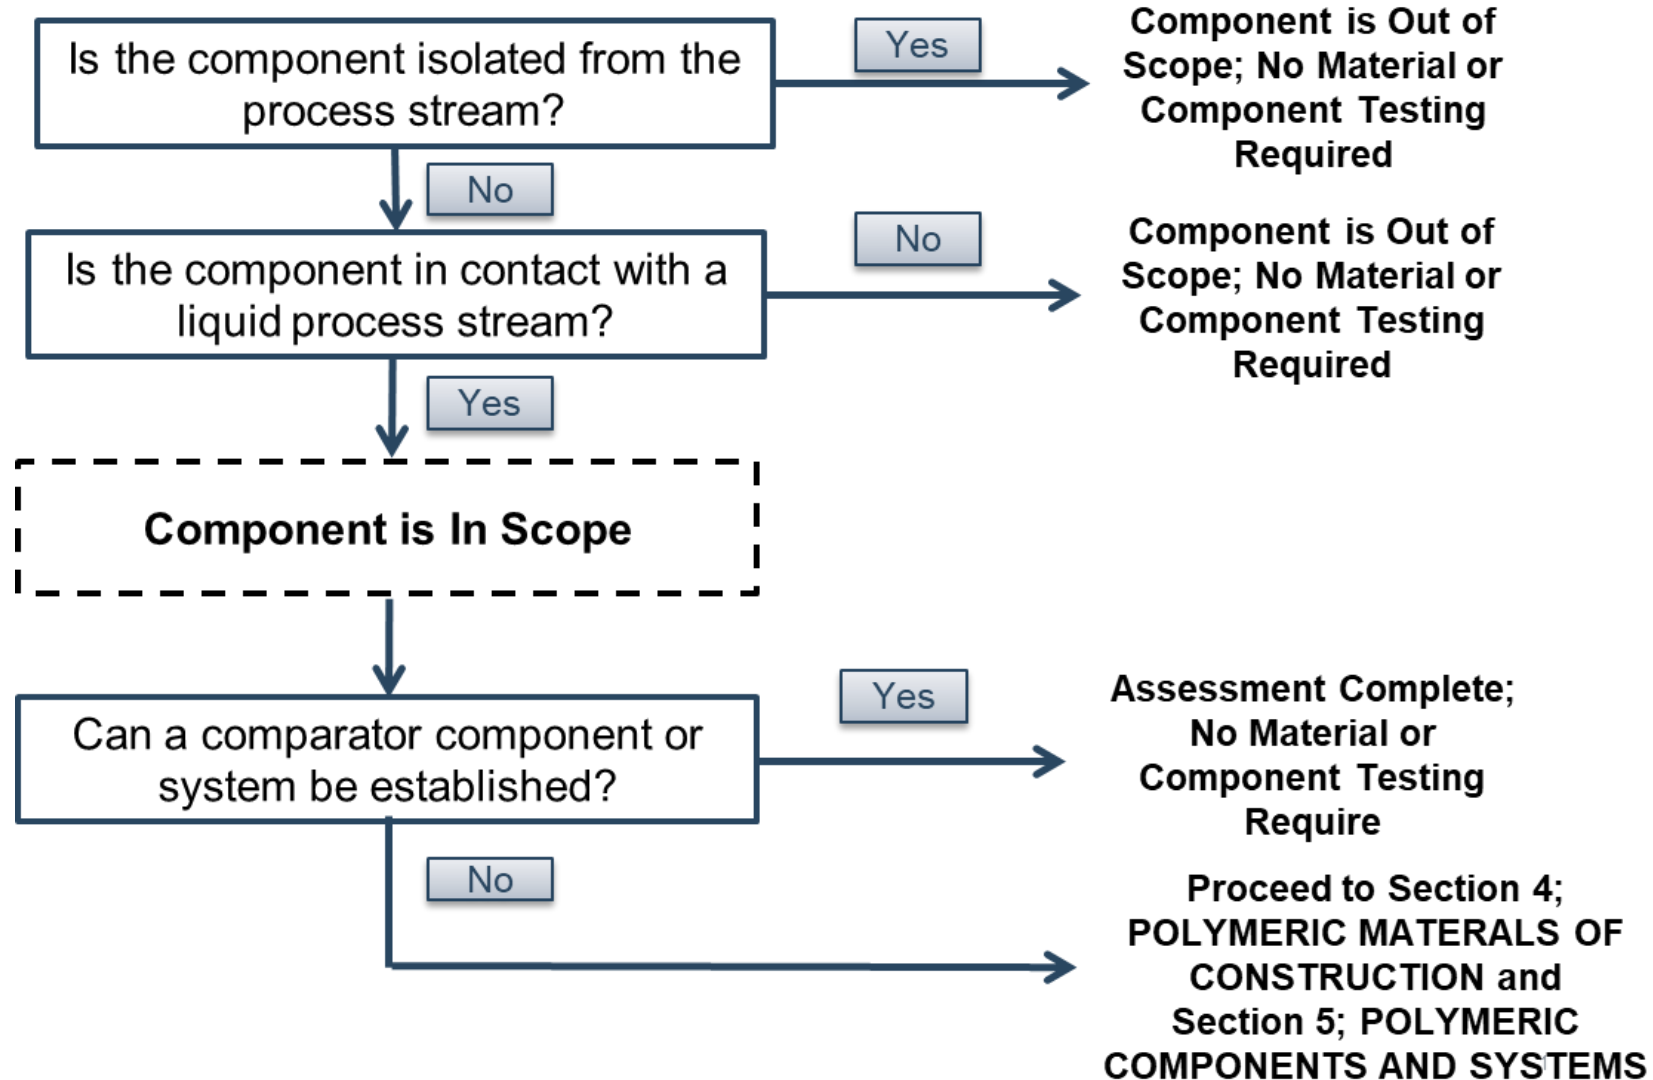 Is the component isolated from the
process stream?
Yes
Component is Out of
Scope; No Material or
Component Testing
Required
No
Is the component in contact with a
liquid process stream?
No
Component is Out of
Scope; No Material or
Component Testing
Required
Yes
Component is In Scope
Can a comparator component or
system be established?
Yes
Assessment Complete;
No Material or
Component Testing
Require
No
Proceed to Section 4;
POLYMERIC MATERALS OF
CONSTRUCTION and
Section 5; POLYMERIC
COMPONENTS AND SYSTEMS